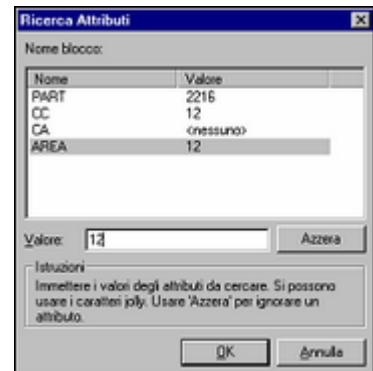 Ricerca Attributi
Nome blocco:
Nome Valore
PART 2216
CC 12
CA <nessuno>
AREA 12
Valore: 12 Azzera
Istruzioni
Immettere i valori degli attributi da cercare. Si possono
usare i caratteri jolly. Usare 'Azzera' per ignorare un
attributo.
OK Annulla